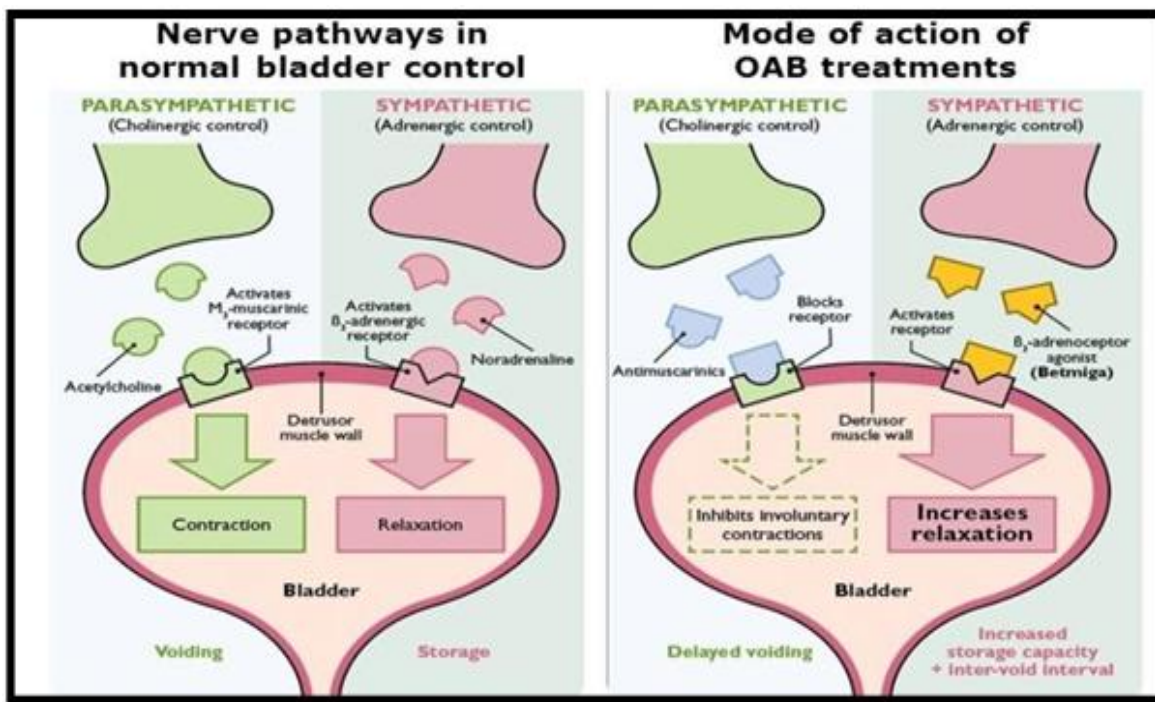 Nerve pathways in
normal bladder control
PARASYMPATHETIC
(Cholinergic control)
SYMPATHETIC
(Adrenergic control)
Activates
M₃-muscarinic
receptor
Activates
β₃-adrenergic
receptor
Acetylcholine
Noradrenaline
Detrusor
muscle wall
Contraction
Relaxation
Bladder
Voiding
Storage
Mode of action of
OAB treatments
PARASYMPATHETIC
(Cholinergic control)
SYMPATHETIC
(Adrenergic control)
Blocks
receptor
Activates
receptor
Antimuscarinics
β₃-adrenoceptor
agonist
(Betmiga)
Detrusor
muscle wall
Inhibits involuntary
contractions
Increases
relaxation
Bladder
Delayed voiding
Increased
storage capacity
+ inter-void interval